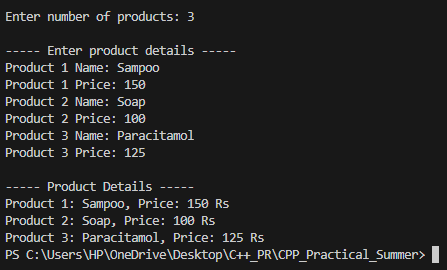 Enter number of products: 3
----- Enter product details -----
Product 1 Name: Sampoo
Product 1 Price: 150
Product 2 Name: Soap
Product 2 Price: 100
Product 3 Name: Paracitamol
Product 3 Price: 125
----- Product Details -----
Product 1: Sampoo, Price: 150 Rs
Product 2: Soap, Price: 100 Rs
Product 3: Paracitamol, Price: 125 Rs
PS C:\Users\HP\OneDrive\Desktop\C++_PR\CPP_Practical_Summer>